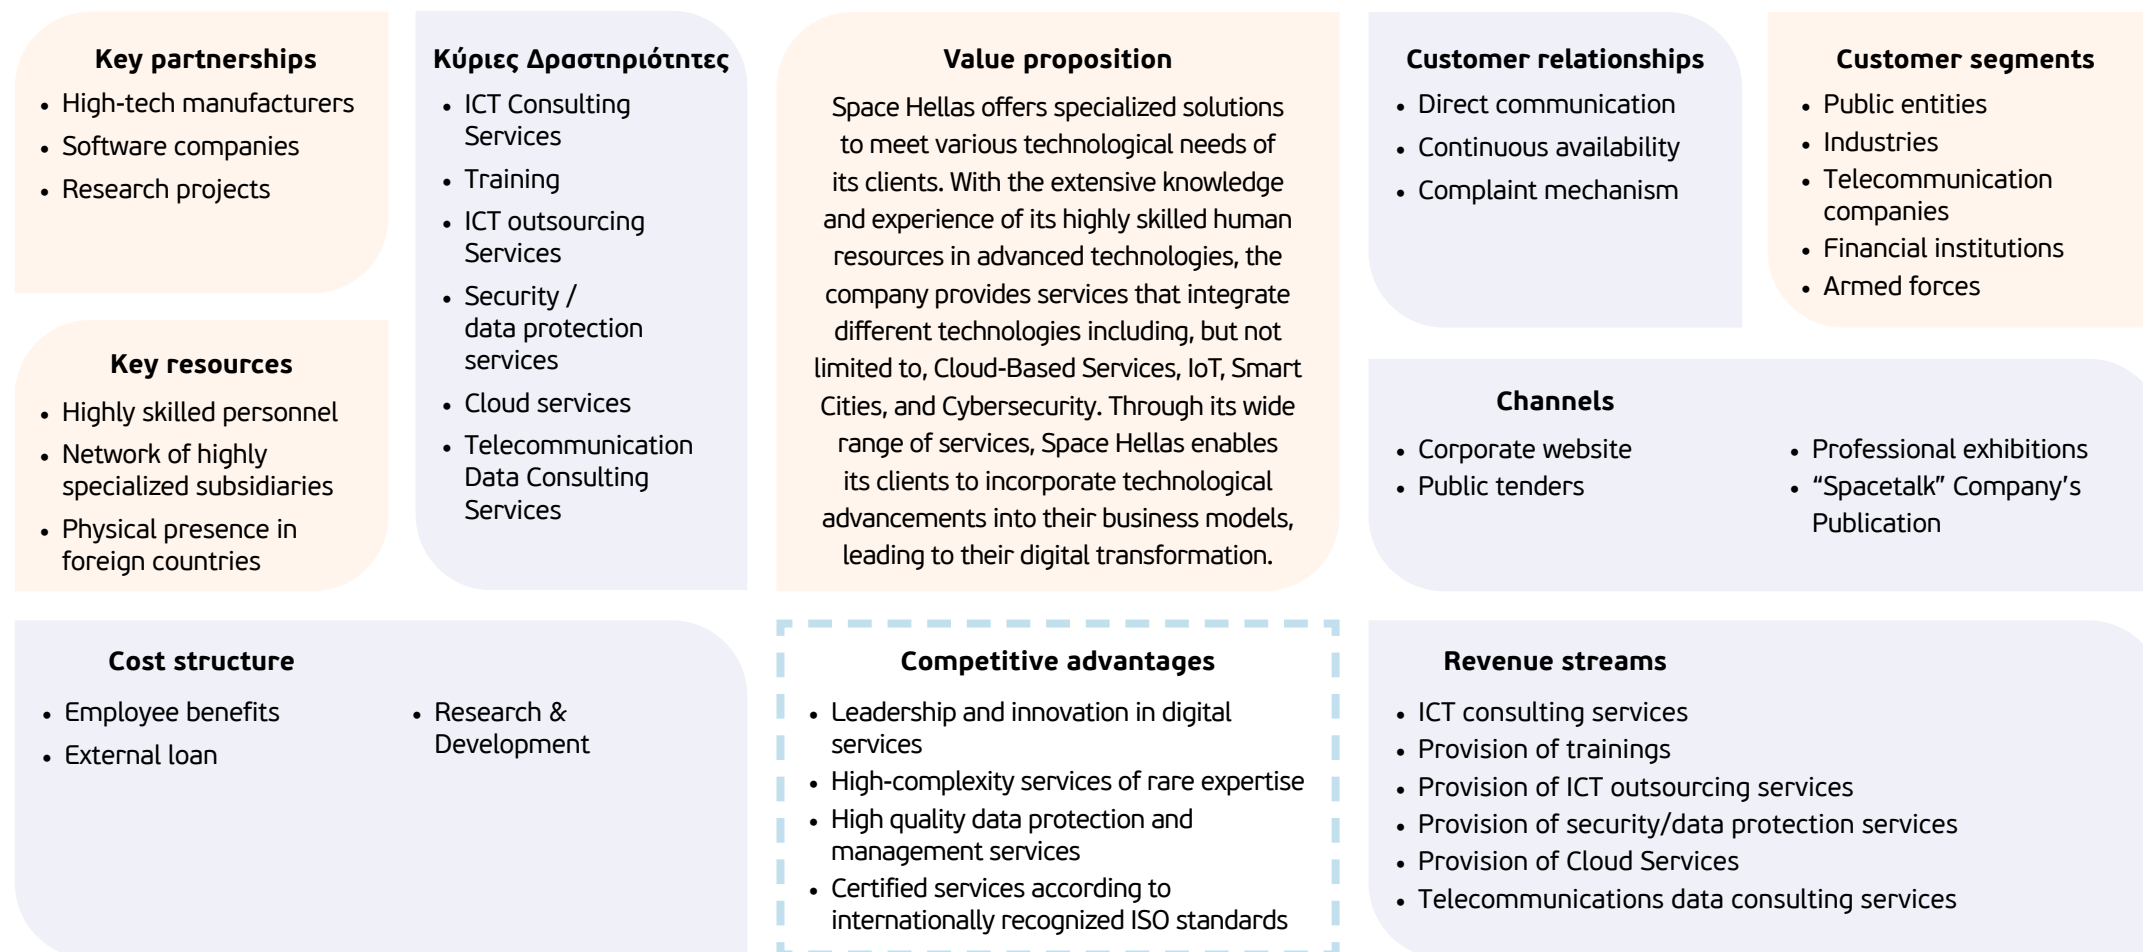 Key partnerships
• High-tech manufacturers
• Software companies
• Research projects
Key resources
• Highly skilled personnel
• Network of highly
specialized subsidiaries
• Physical presence in
foreign countries
Κύριες Δραστηριότητες
• ICT Consulting
Services
• Training
• ICT outsourcing
Services
• Security /
data protection
services
• Cloud services
• Telecommunication
Data Consulting
Services
Value proposition
Space Hellas offers specialized solutions
to meet various technological needs of
its clients. With the extensive knowledge
and experience of its highly skilled human
resources in advanced technologies, the
company provides services that integrate
different technologies including, but not
limited to, Cloud-Based Services, IoT, Smart
Cities, and Cybersecurity. Through its wide
range of services, Space Hellas enables
its clients to incorporate technological
advancements into their business models,
leading to their digital transformation.
Customer relationships
• Direct communication
• Continuous availability
• Complaint mechanism
Customer segments
• Public entities
• Industries
• Telecommunication
companies
• Financial institutions
• Armed forces
Channels
• Corporate website
• Public tenders
• Professional exhibitions
• “Spacetalk” Company’s
Publication
Cost structure
• Employee benefits
• External loan
• Research &
Development
Competitive advantages
• Leadership and innovation in digital
services
• High-complexity services of rare expertise
• High quality data protection and
management services
• Certified services according to
internationally recognized ISO standards
Revenue streams
• ICT consulting services
• Provision of trainings
• Provision of ICT outsourcing services
• Provision of security/data protection services
• Provision of Cloud Services
• Telecommunications data consulting services